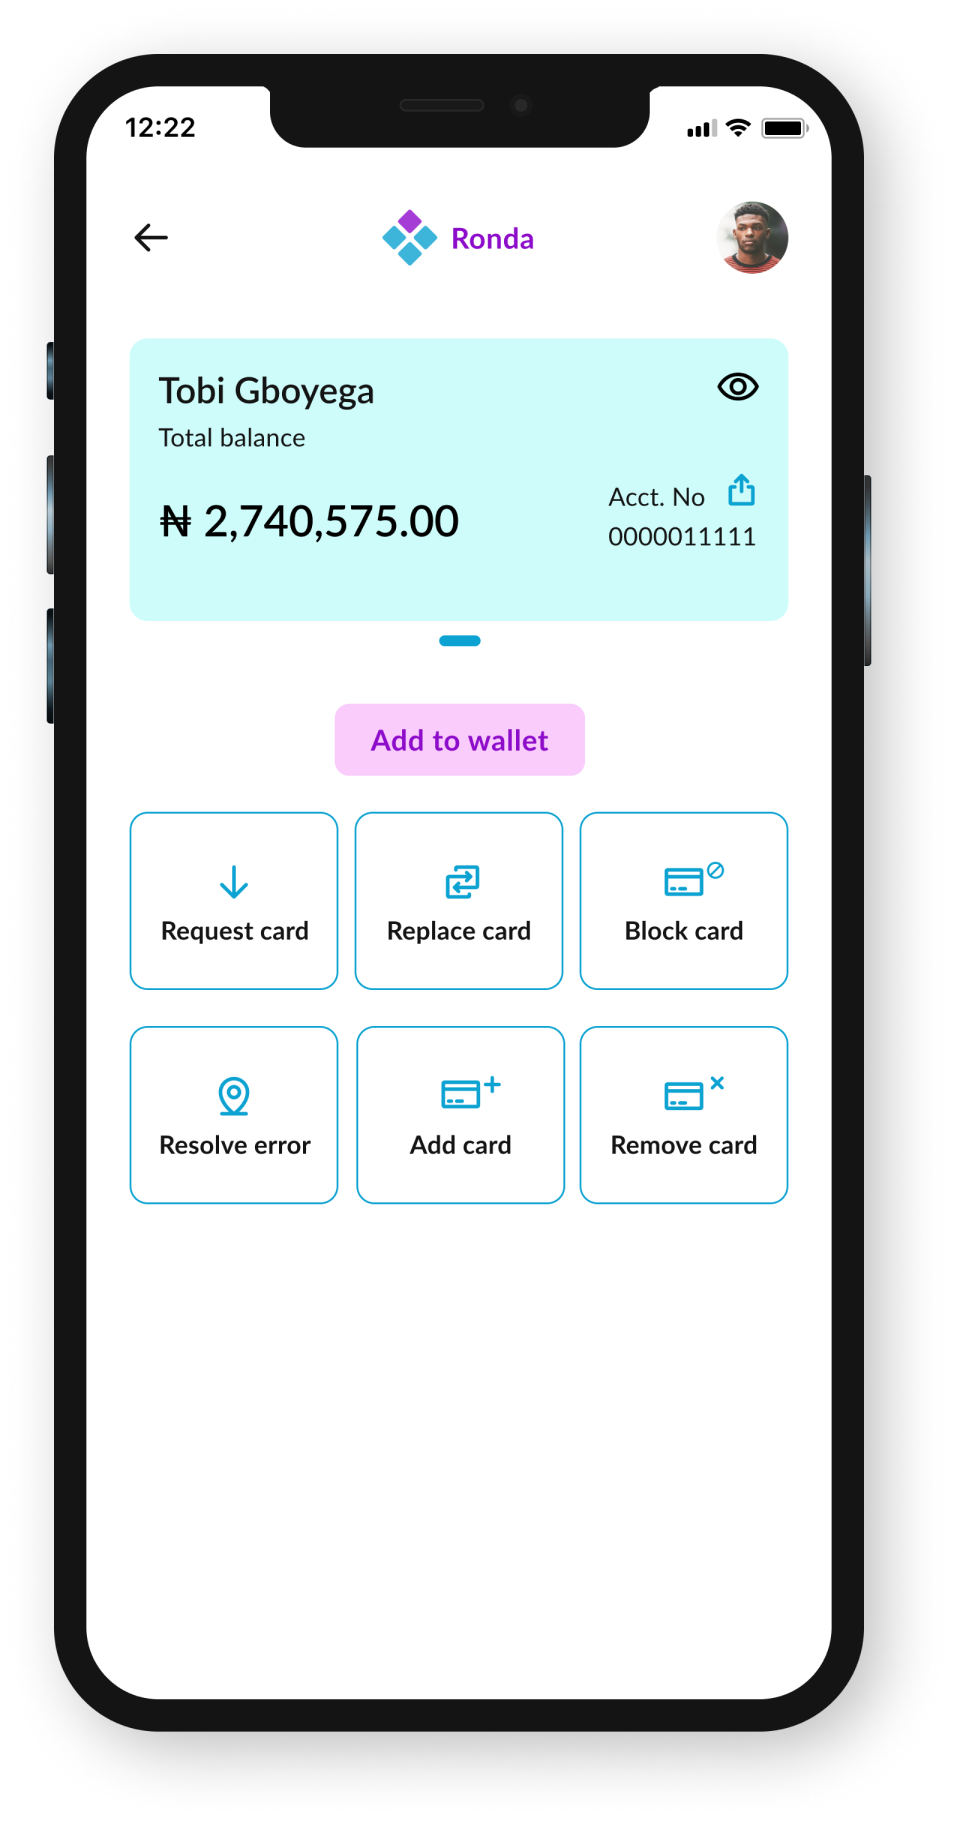 12:22
Ronda
Tobi Gboyega
Total balance
₦ 2,740,575.00
Acct. No
0000011111
Add to wallet
Request card
Replace card
Block card
Resolve error
Add card
Remove card